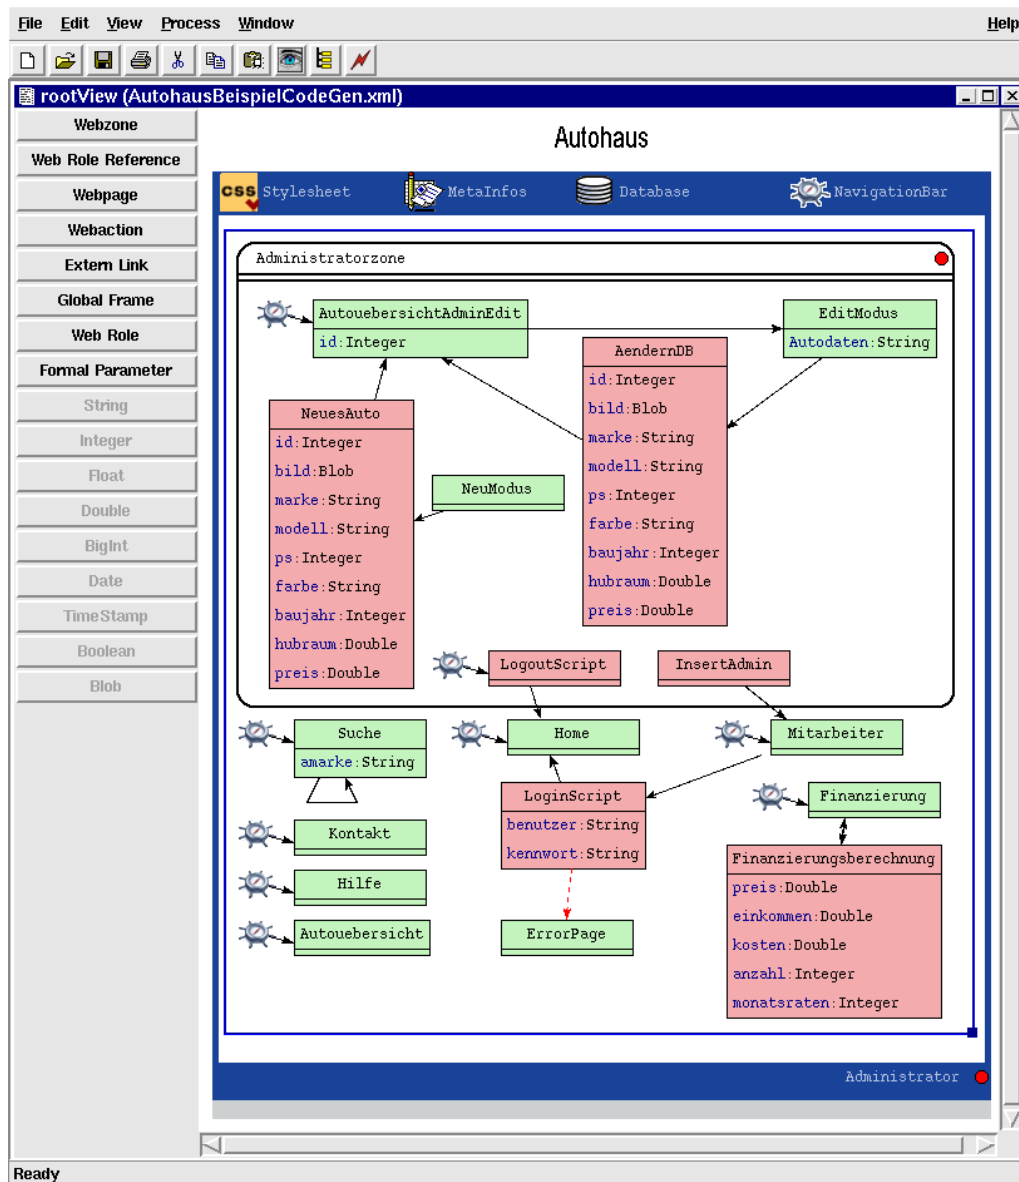 File Edit View Process Window Help
rootView (AutohausBeispielCodeGen.xml)
Webzone
Web Role Reference
Webpage
Webaction
Extern Link
Global Frame
Web Role
Formal Parameter
String
Integer
Float
Double
BigInt
Date
TimeStamp
Boolean
Blob
Autohaus
css Stylesheet MetaInfos Database NavigationBar
Administratorzone
AutouebersichtAdminEdit
id:Integer
EditModus
Autodaten:String
AendernDB
id:Integer
bild:Blob
marke:String
modell:String
ps:Integer
farbe:String
baujahr:Integer
hubraum:Double
preis:Double
NeuesAuto
id:Integer
bild:Blob
marke:String
modell:String
ps:Integer
farbe:String
baujahr:Integer
hubraum:Double
preis:Double
NeuModus
LogoutScript
InsertAdmin
Suche
amarke:String
Home
Mitarbeiter
LoginScript
benutzer:String
kennwort:String
Finanzierung
Kontakt
Hilfe
Autouebersicht
ErrorPage
Finanzierungsberechnung
preis:Double
einkommen:Double
kosten:Double
anzahl:Integer
monatsraten:Integer
Administrator
Ready